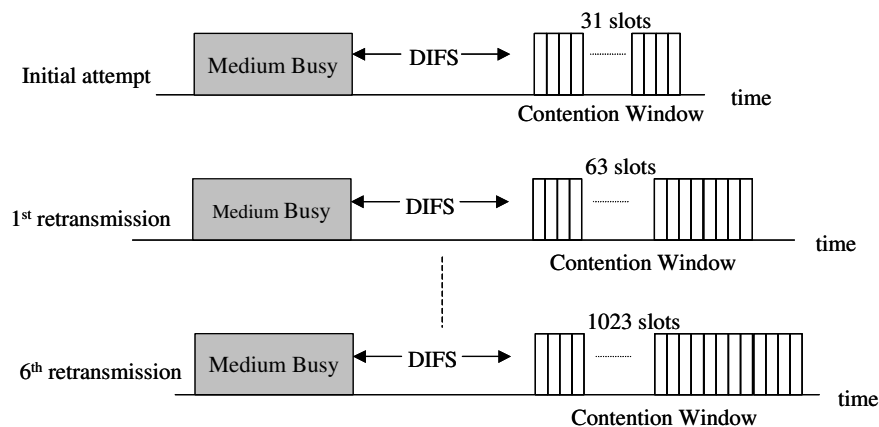 31 slots
Initial attempt
Medium Busy
DIFS
time
Contention Window
63 slots
1st retransmission
Medium Busy
DIFS
time
Contention Window
1023 slots
6th retransmission
Medium Busy
DIFS
time
Contention Window